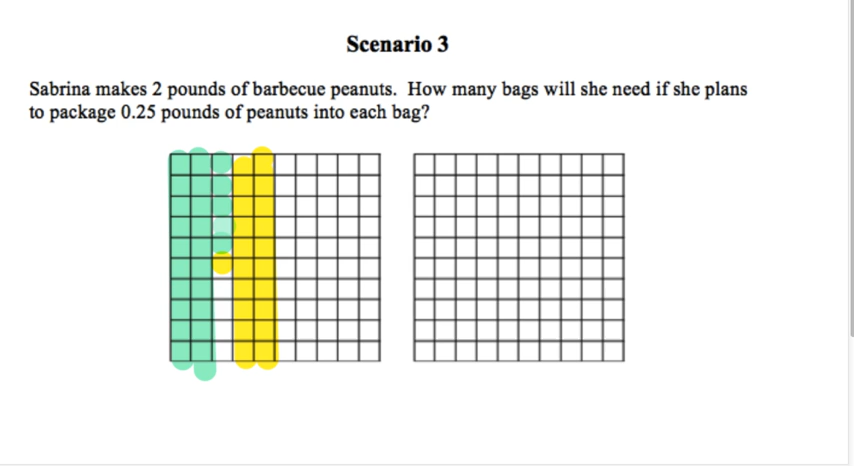 Scenario 3
Sabrina makes 2 pounds of barbecue peanuts. How many bags will she need if she plans
to package 0.25 pounds of peanuts into each bag?